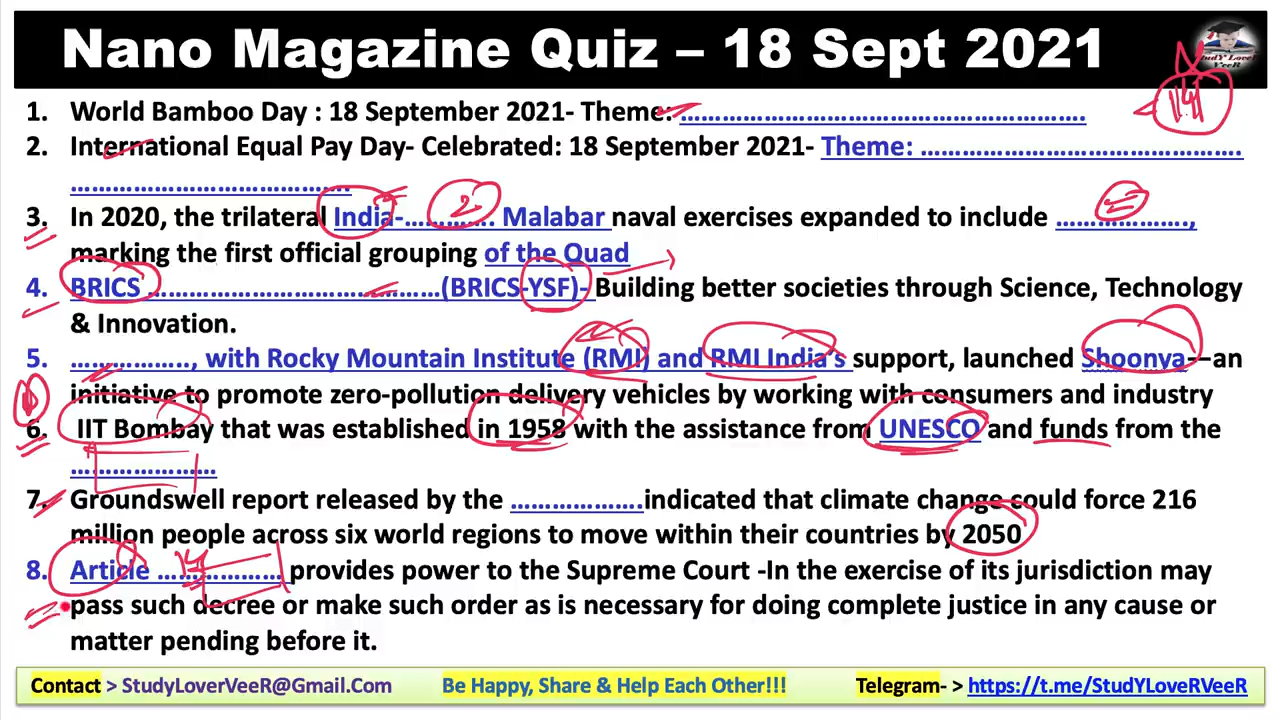 Nano Magazine Quiz – 18 Sept 2021
StudY LoveR
VeeR
1. World Bamboo Day : 18 September 2021- Theme: ……………………………………………………….
2. International Equal Pay Day- Celebrated: 18 September 2021- Theme: …………………………………………….
………………………………….
3. In 2020, the trilateral India-…………. Malabar naval exercises expanded to include ………………..,
marking the first official grouping of the Quad
4. BRICS ………………………………………(BRICS-YSF)- Building better societies through Science, Technology
& Innovation.
5. ……………….., with Rocky Mountain Institute (RMI) and RMI India’s support, launched Shoonya—an
initiative to promote zero-pollution delivery vehicles by working with consumers and industry
6. IIT Bombay that was established in 1958 with the assistance from UNESCO and funds from the
…………………
7. Groundswell report released by the ……………….indicated that climate change could force 216
million people across six world regions to move within their countries by 2050
8. Article ………………. provides power to the Supreme Court -In the exercise of its jurisdiction may
pass such decree or make such order as is necessary for doing complete justice in any cause or
matter pending before it.
Contact > StudyLoverVeeR@Gmail.Com Be Happy, Share & Help Each Other!!! Telegram- > https://t.me/StudYLoveRVeeR